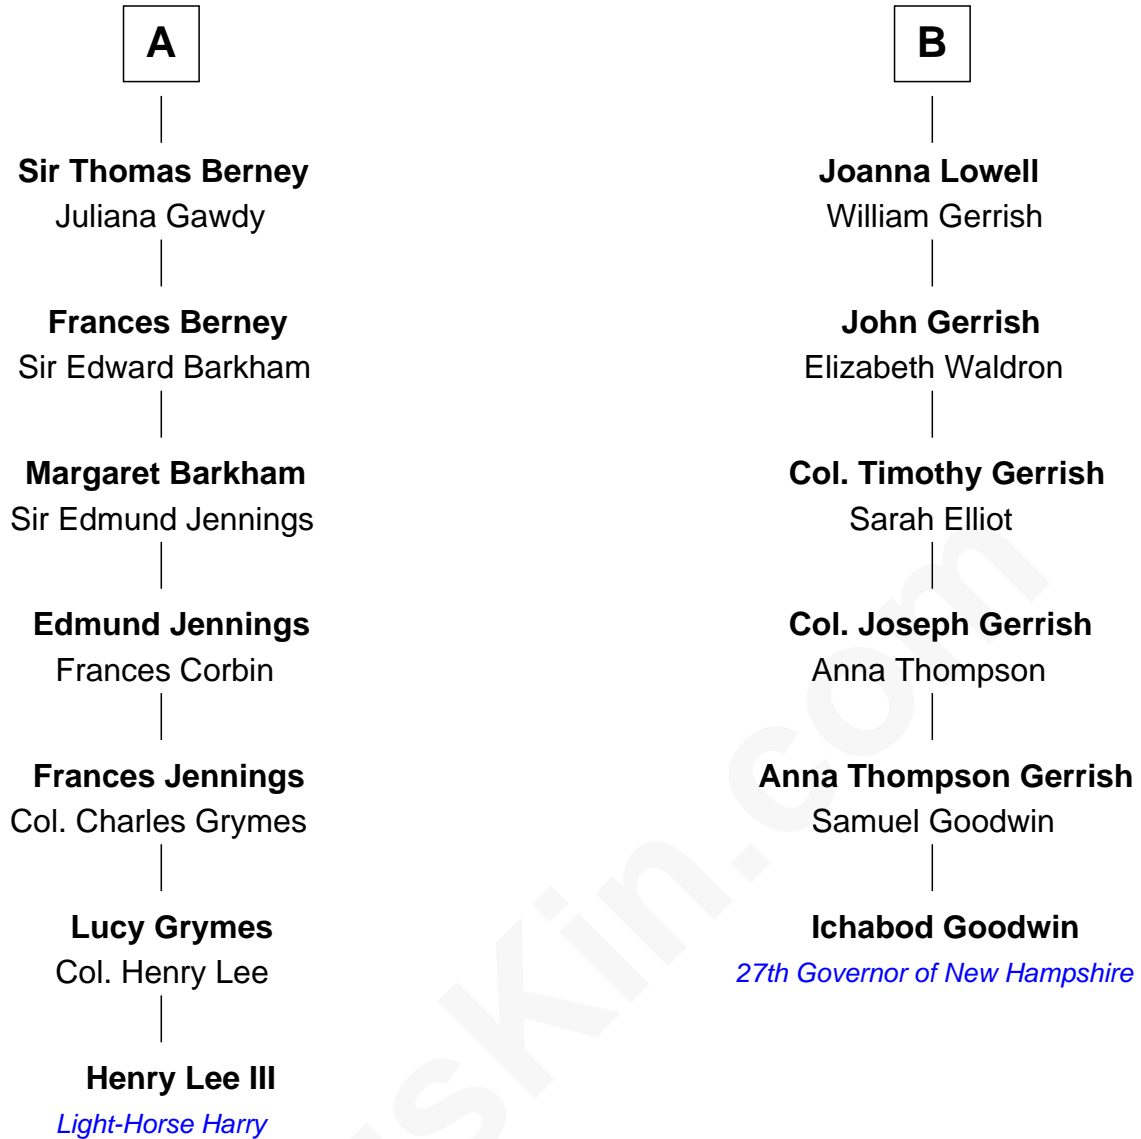 A
Sir Thomas Berney
Juliana Gawdy
Frances Berney
Sir Edward Barkham
Margaret Barkham
Sir Edmund Jennings
Edmund Jennings
Frances Corbin
Frances Jennings
Col. Charles Grymes
Lucy Grymes
Col. Henry Lee
Henry Lee III
Light-Horse Harry
B
Joanna Lowell
William Gerrish
John Gerrish
Elizabeth Waldron
Col. Timothy Gerrish
Sarah Elliot
Col. Joseph Gerrish
Anna Thompson
Anna Thompson Gerrish
Samuel Goodwin
Ichabod Goodwin
27th Governor of New Hampshire
usKin.com